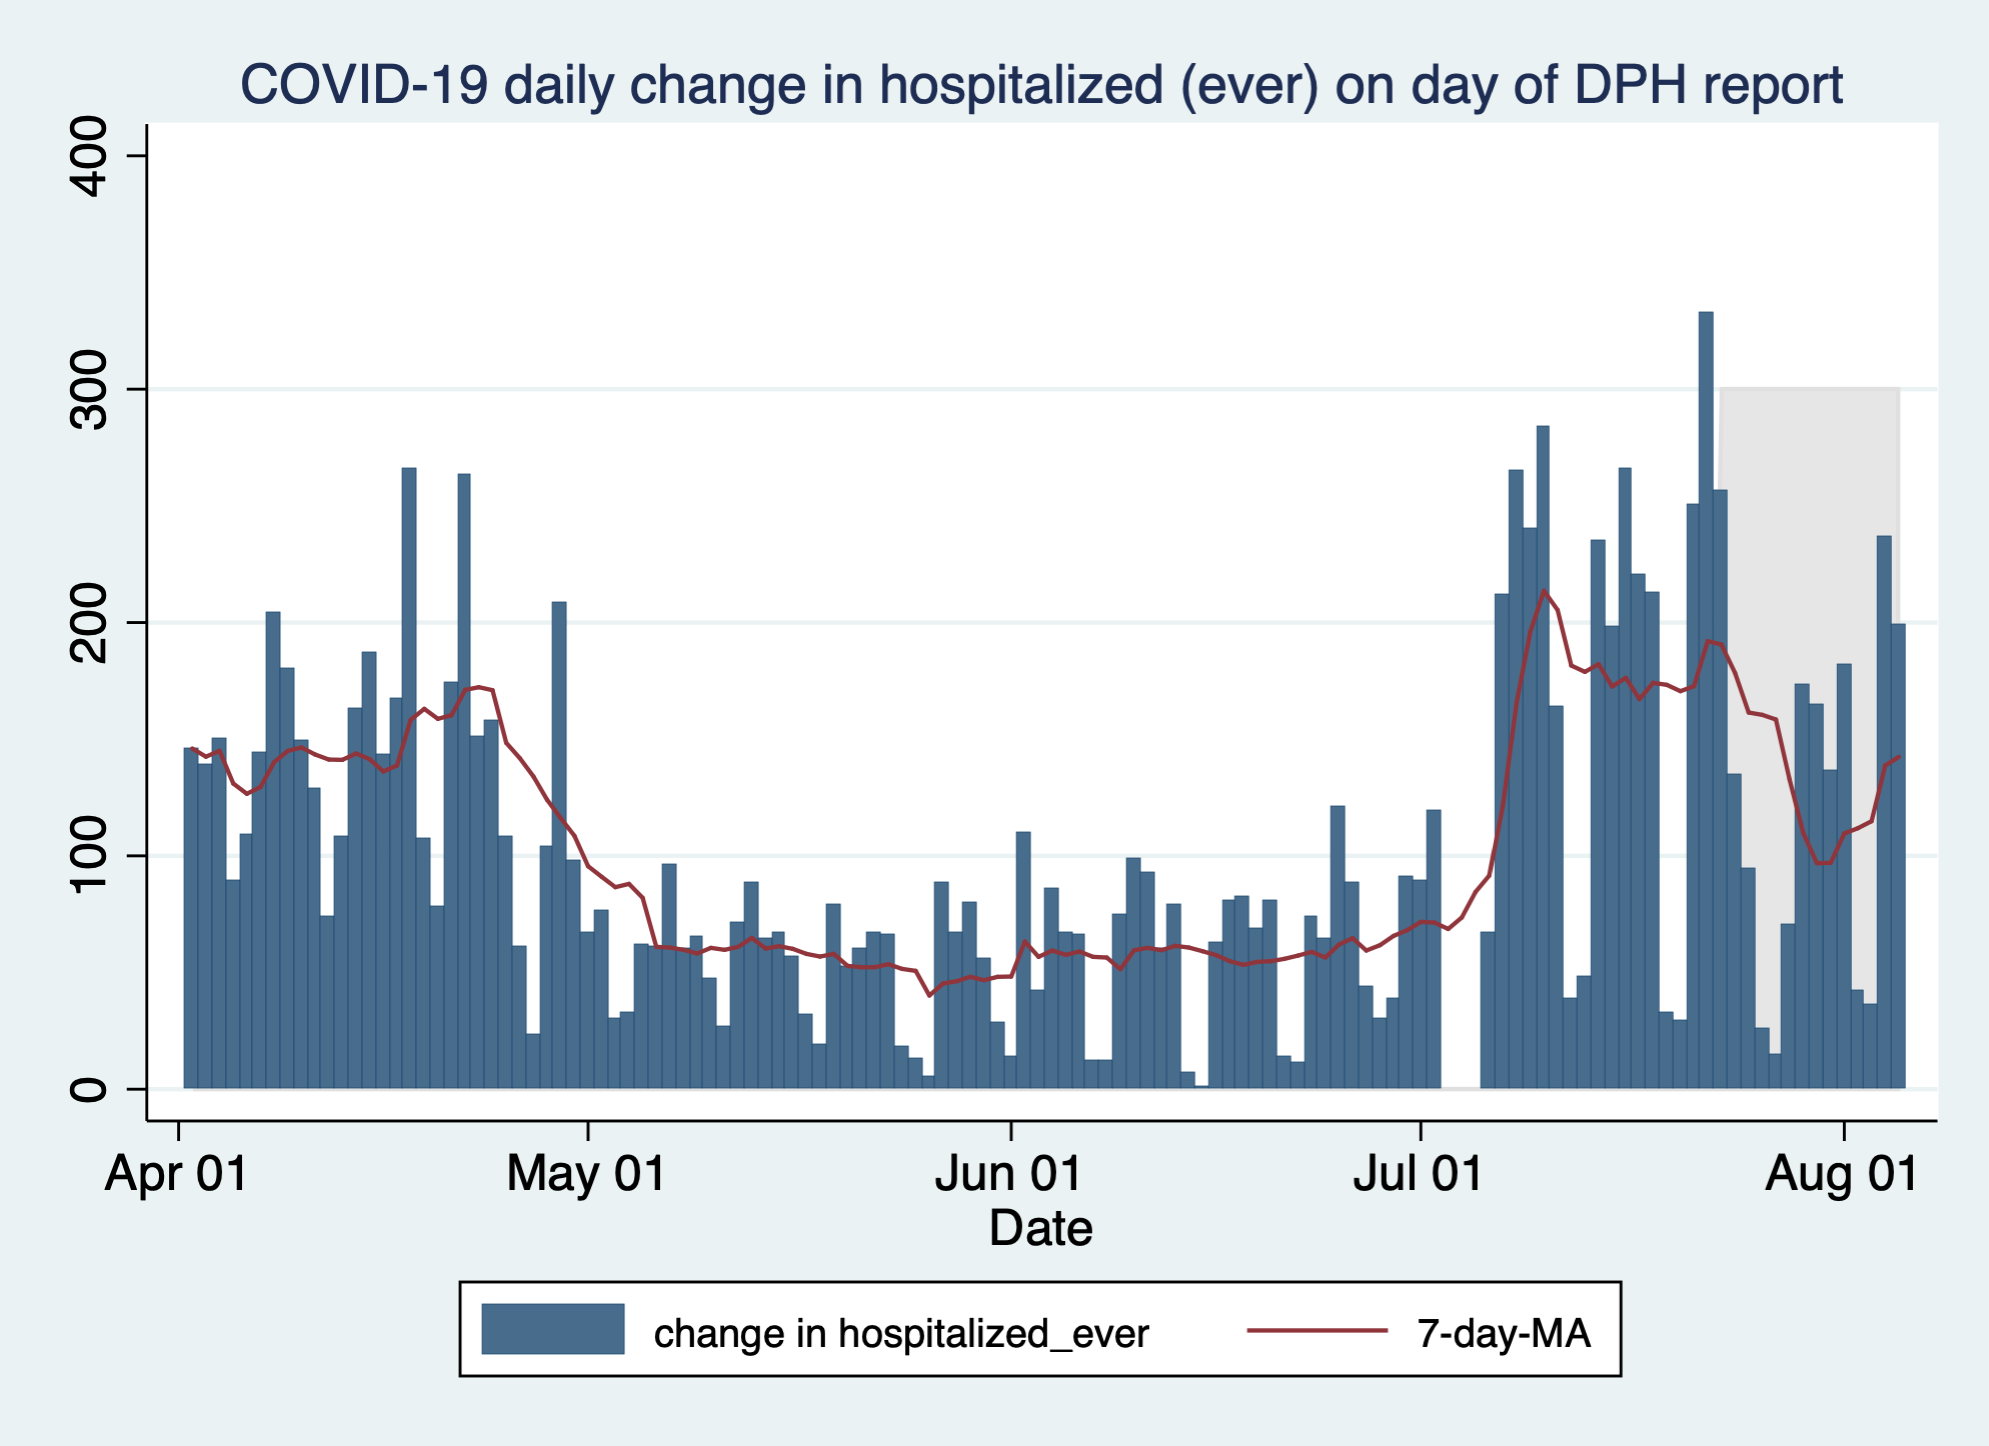 COVID-19 daily change in hospitalized (ever) on day of DPH report
400
300
200
100
0
Apr 01 May 01 Jun 01 Jul 01 Aug 01
Date
change in hospitalized_ever 7-day-MA